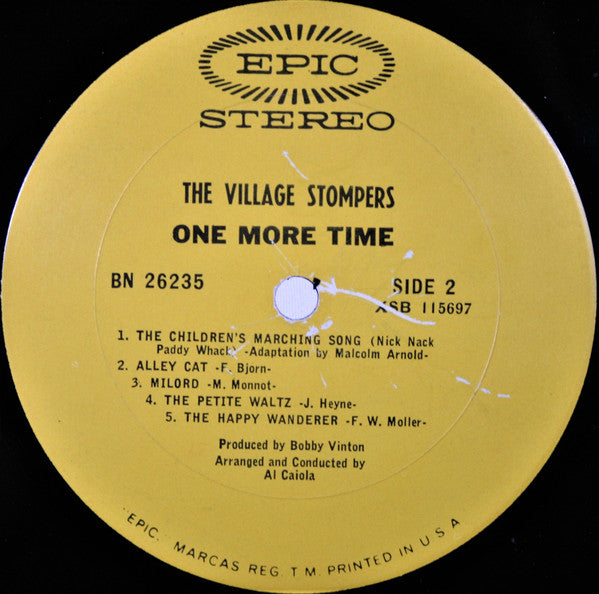 EPIC
STEREO
THE VILLAGE STOMPERS
ONE MORE TIME
BN 26235
SIDE 2
XSB 115697
1. THE CHILDREN'S MARCHING SONG (Nick Nack
Paddy Whack) -Adaptation by Malcolm Arnold-
2. ALLEY CAT -F. Bjorn-
3. MILORD -M. Monnot-
4. THE PETITE WALTZ -J. Heyne-
5. THE HAPPY WANDERER -F. W. Moller-
Produced by Bobby Vinton
Arranged and Conducted by
Al Caiola
"EPIC," MARCAS REG. T M. PRINTED IN U S A